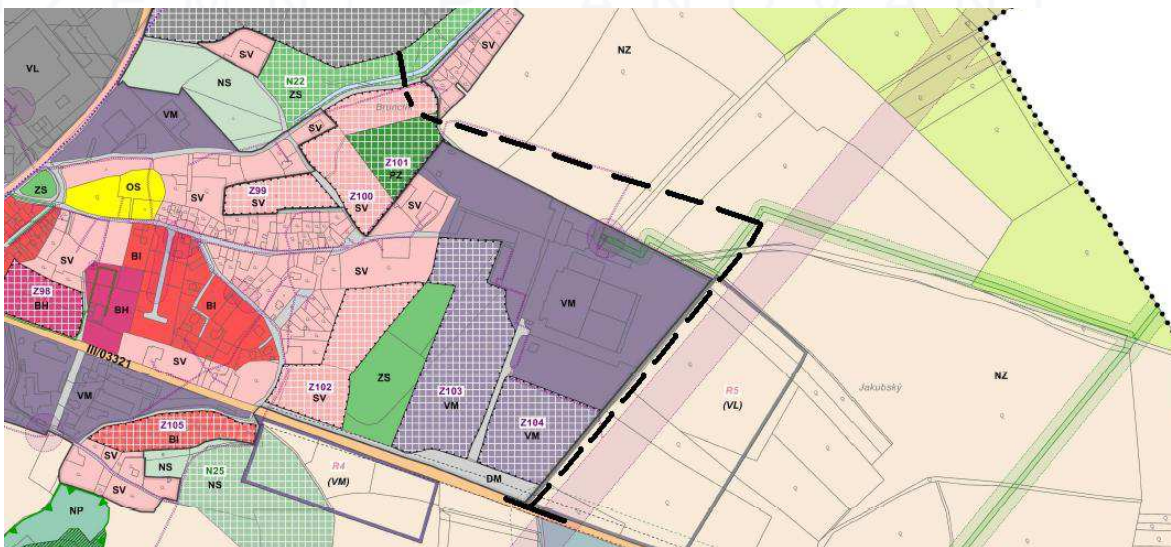 SV
SV
NZ
VL
NS
N22
ZS
VM
SV
Z101
PZ
ZS
OS
SV
Z99
SV
Z100
SV
SV
SV
BI
SV
Z98
BH
BH
BI
VM
ZS
NZ
III/03321
SV
Z102
SV
Z103
VM
R5
(VL)
Jakubský
VM
Z105
BI
Z104
VM
SV
NS
N25
NS
R4
(VM)
DM
SV
SV
NP